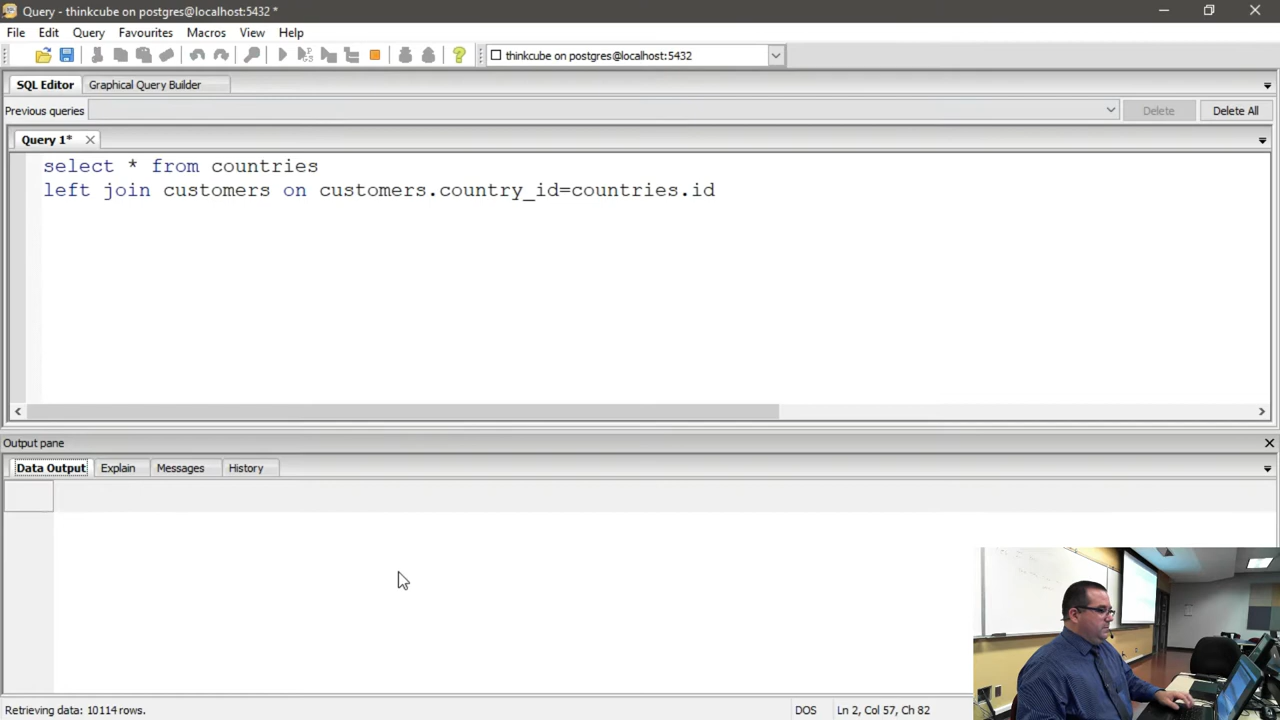 Query - thinkcube on postgres@localhost:5432 *
File Edit Query Favourites Macros View Help
thinkcube on postgres@localhost:5432
SQL Editor Graphical Query Builder
Previous queries Delete Delete All
Query 1*
select * from countries
left join customers on customers.country_id=countries.id
Output pane
Data Output Explain Messages History
Retrieving data: 10114 rows. DOS Ln 2, Col 57, Ch 82